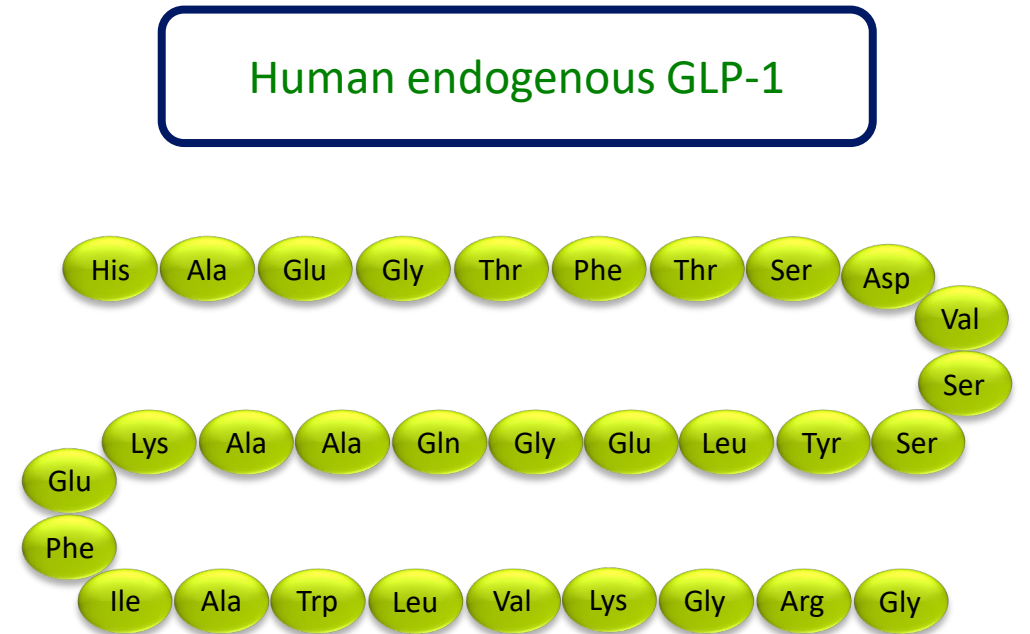 Human endogenous GLP-1
His Ala Glu Gly Thr Phe Thr Ser Asp
Val
Ser
Lys Ala Ala Gln Gly Glu Leu Tyr Ser
Glu
Phe
Ile Ala Trp Leu Val Lys Gly Arg Gly